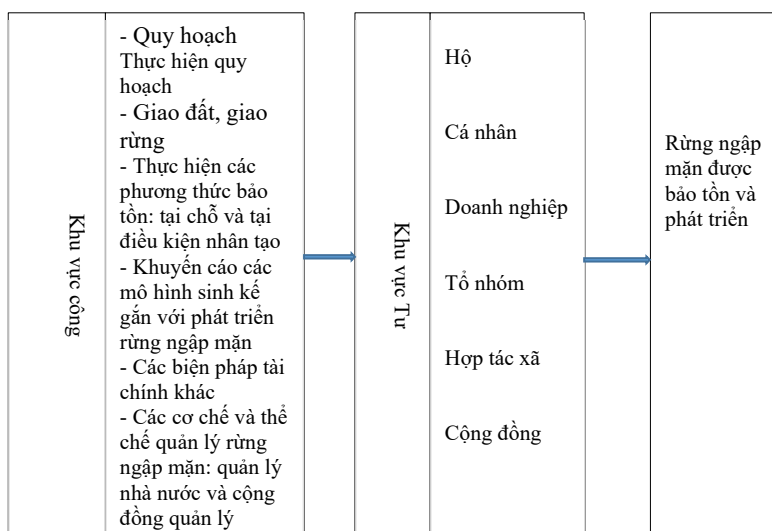 Khu vực công
- Quy hoạch
Thực hiện quy
hoạch
- Giao đất, giao
rừng
- Thực hiện các
phương thức bảo
tồn: tại chỗ và tại
điều kiện nhân tạo
- Khuyến cáo các
mô hình sinh kế
gắn với phát triển
rừng ngập mặn
- Các biện pháp tài
chính khác
- Các cơ chế và thể
chế quản lý rừng
ngập mặn: quản lý
nhà nước và cộng
đồng quản lý
Khu vực Tư
Hộ
Cá nhân
Doanh nghiệp
Tổ nhóm
Hợp tác xã
Cộng đồng
Rừng ngập
mặn được
bảo tồn và
phát triển